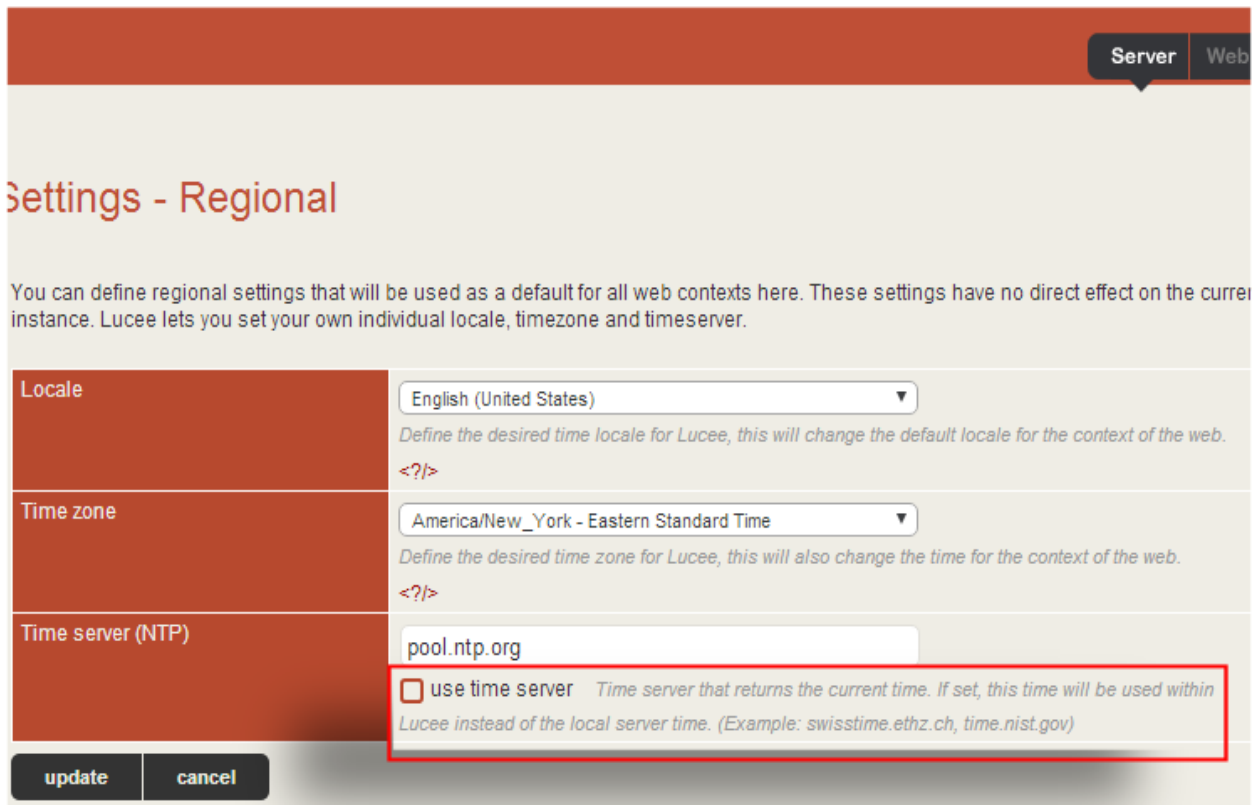 Server Web
Settings - Regional
You can define regional settings that will be used as a default for all web contexts here. These settings have no direct effect on the
instance. Lucee lets you set your own individual locale, timezone and timeserver.
Locale
English (United States)
Define the desired time locale for Lucee, this will change the default locale for the context of the web.
<?/>
Time zone
America/New_York - Eastern Standard Time
Define the desired time zone for Lucee, this will also change the time for the context of the web.
<?/>
Time server (NTP)
pool.ntp.org
use time server Time server that returns the current time. If set, this time will be used within
Lucee instead of the local server time. (Example: swisstime.ethz.ch, time.nist.gov)
update cancel